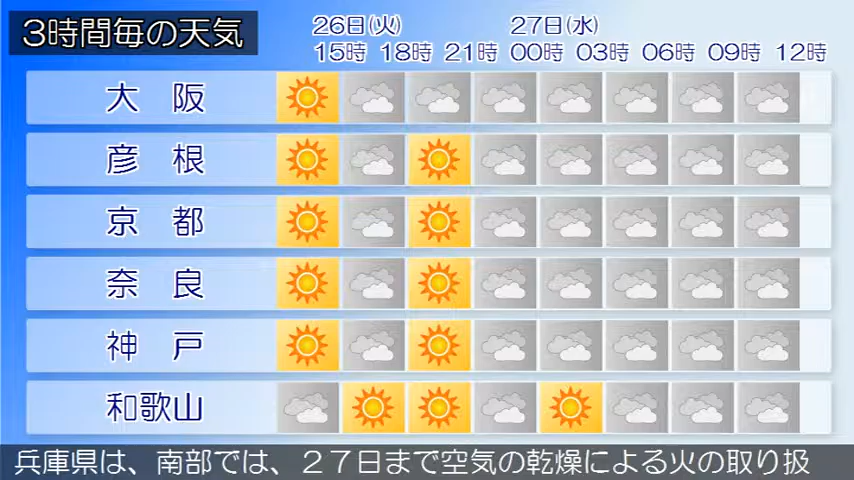 3時間毎の天気
26日(火) 27日(水)
15時 18時 21時 00時 03時 06時 09時 12時
大阪
彦根
京都
奈良
神戸
和歌山
兵庫県は、南部では、２７日まで空気の乾燥による火の取り扱